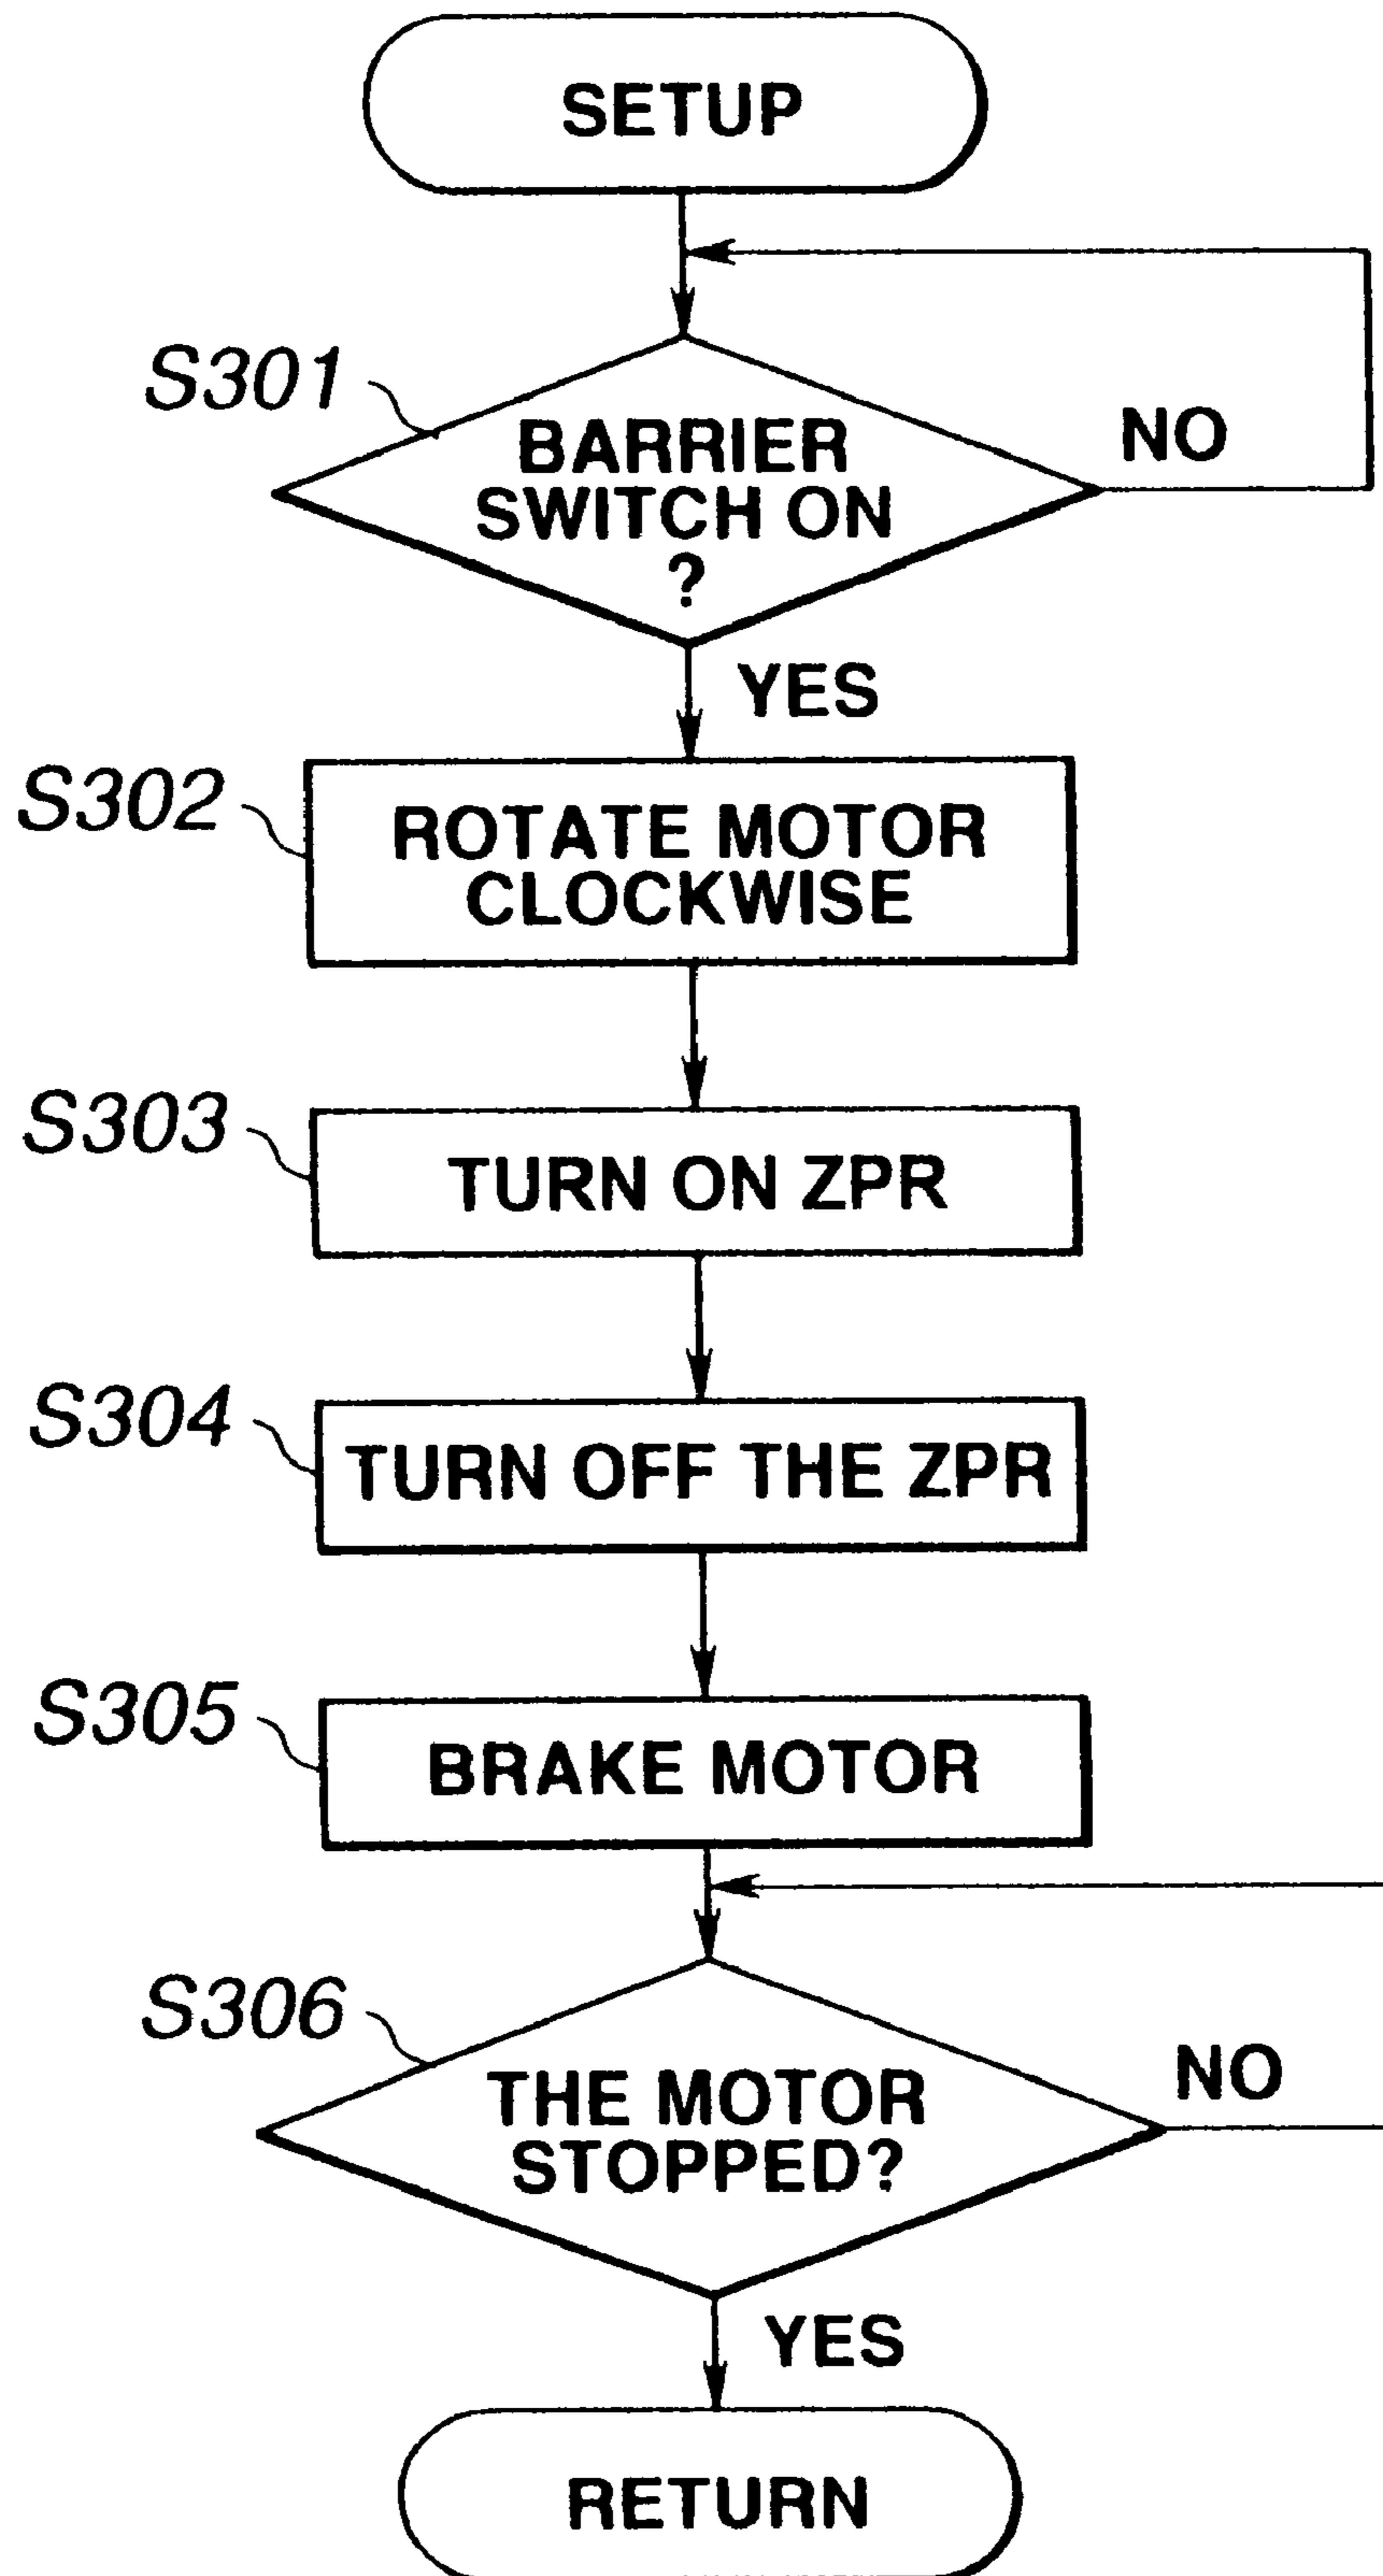 SETUP
S301
BARRIER
SWITCH ON
?
NO
YES
S302
ROTATE MOTOR
CLOCKWISE
S303
TURN ON ZPR
S304
TURN OFF THE ZPR
S305
BRAKE MOTOR
S306
THE MOTOR
STOPPED?
NO
YES
RETURN